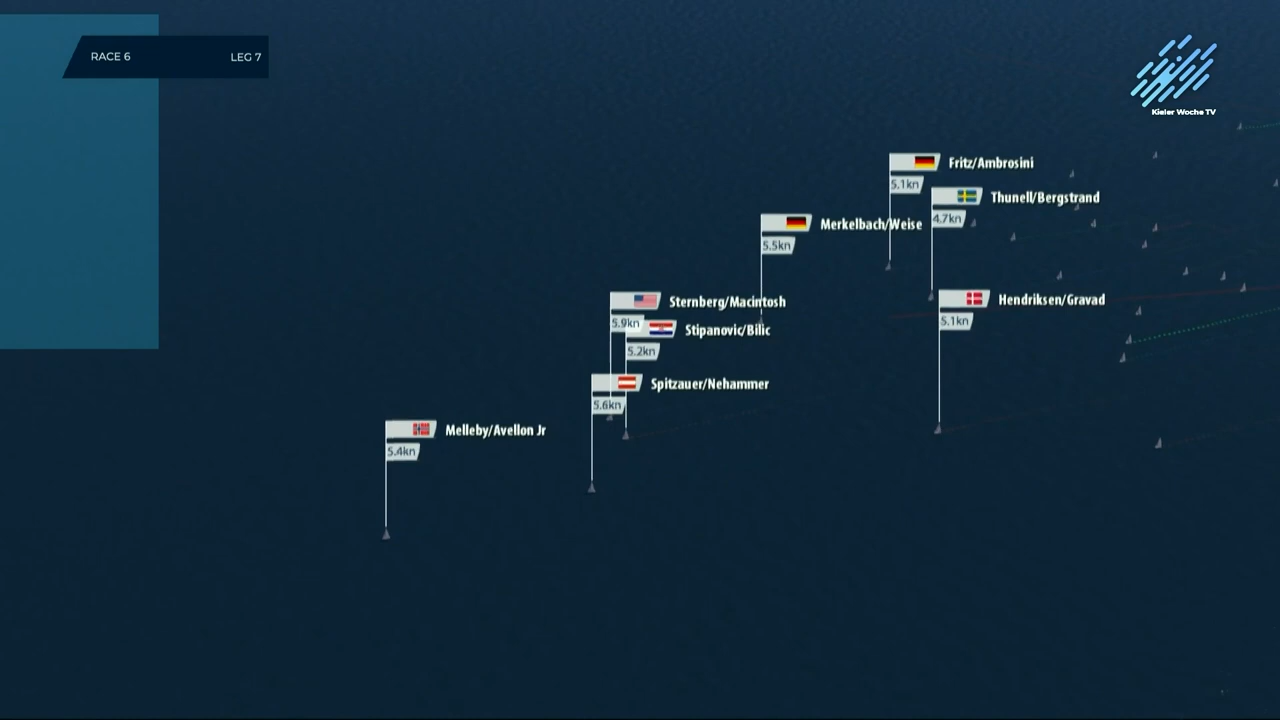 RACE 6 LEG 7
Kieler Woche TV
Fritz/Ambrosini
5.1kn
Thunell/Bergstrand
4.7kn
Merkelbach/Weise
5.5kn
Sternberg/Macintosh
5.9kn
Hendriksen/Gravad
5.1kn
Stipanovic/Bilic
5.2kn
Spitzauer/Nehammer
5.6kn
Melleby/Avellon Jr
5.4kn